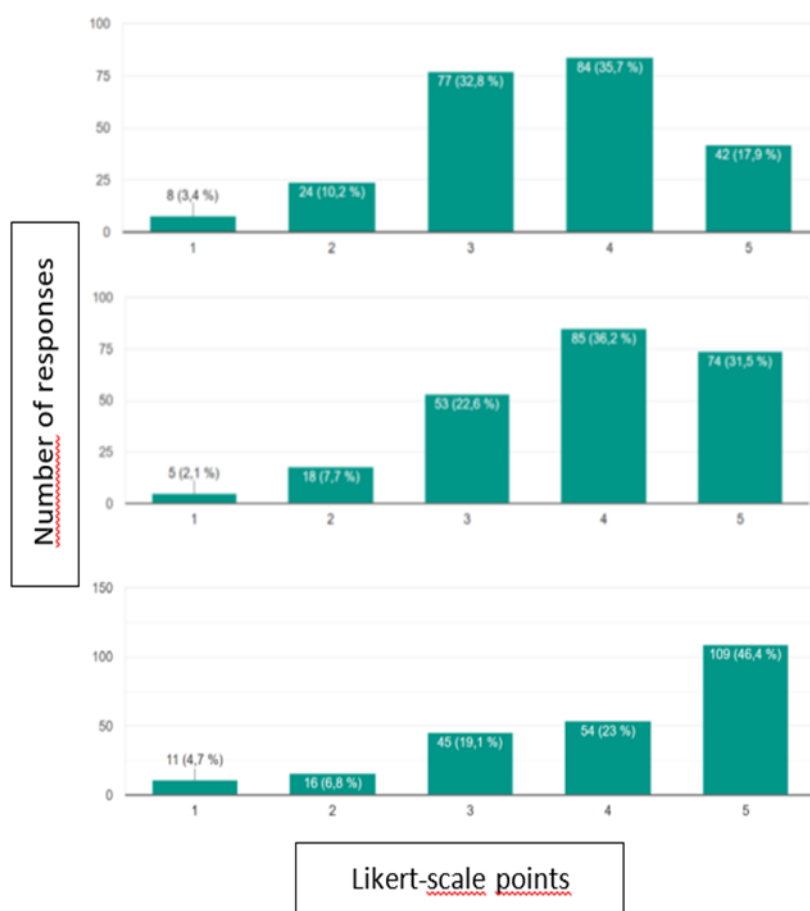 100
75
50
25
0
8 (3,4 %)
24 (10,2 %)
77 (32,8 %)
84 (35,7 %)
42 (17,9 %)
1 2 3 4 5
Number of responses
100
75
50
25
0
5 (2,1 %)
18 (7,7 %)
53 (22,6 %)
85 (36,2 %)
74 (31,5 %)
1 2 3 4 5
150
100
50
0
11 (4,7 %)
16 (6,8 %)
45 (19,1 %)
54 (23 %)
109 (46,4 %)
1 2 3 4 5
Likert-scale points